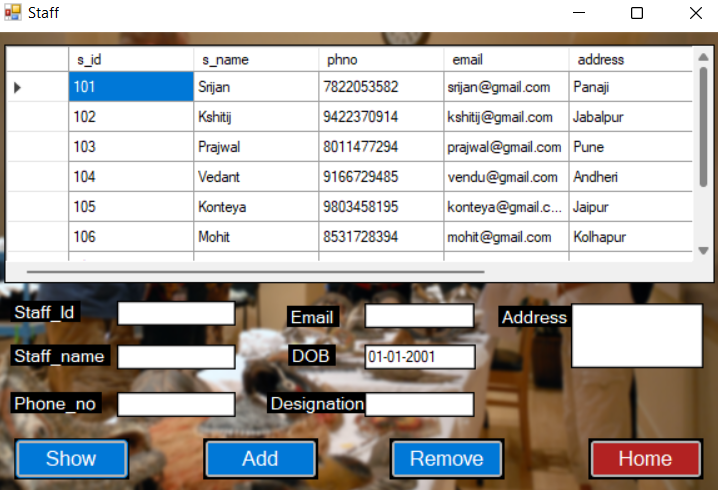 Staff
s_id s_name phno email address
101 Srijan 7822053582 srijan@gmail.com Panaji
102 Kshitij 9422370914 kshitij@gmail.com Jabalpur
103 Prajwal 8011477294 prajwal@gmail.com Pune
104 Vedant 9166729485 vendu@gmail.com Andheri
105 Konteya 9803458195 konteya@gmail.c... Jaipur
106 Mohit 8531728394 mohit@gmail.com Kolhapur
Staff_Id Email Address
Staff_name DOB 01-01-2001
Phone_no Designation
Show Add Remove Home